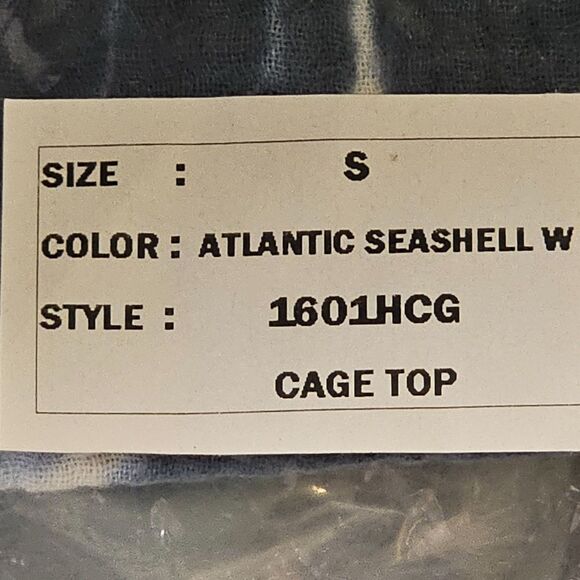 SIZE : S
COLOR : ATLANTIC SEASHELL W
STYLE : 1601HCG
CAGE TOP